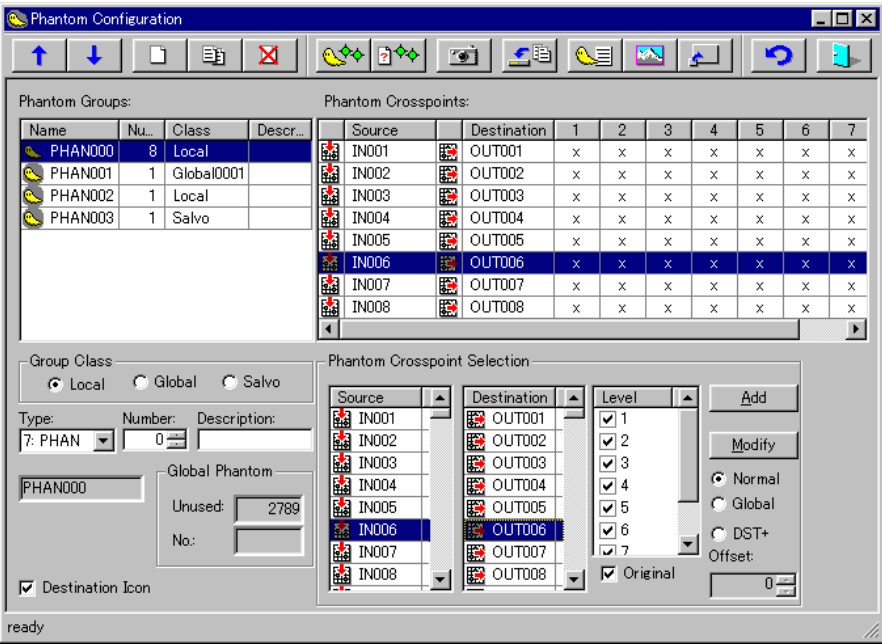 Phantom Configuration
Phantom Groups:
Name Nu... Class Descr...
PHAN000 8 Local
PHAN001 1 Global0001
PHAN002 1 Local
PHAN003 1 Salvo
Phantom Crosspoints:
Source Destination 1 2 3 4 5 6 7
IN001 OUT001 x x x x x x x
IN002 OUT002 x x x x x x x
IN003 OUT003 x x x x x x x
IN004 OUT004 x x x x x x x
IN005 OUT005 x x x x x x x
IN006 OUT006 x x x x x x x
IN007 OUT007 x x x x x x x
IN008 OUT008 x x x x x x x
Group Class
Local Global Salvo
Type: Number: Description:
7: PHAN 0
PHAN000
Global Phantom
Unused: 2789
No.:
Destination Icon
Phantom Crosspoint Selection
Source Destination Level
IN001 OUT001 1
IN002 OUT002 2
IN003 OUT003 3
IN004 OUT004 4
IN005 OUT005 5
IN006 OUT006 6
IN007 OUT007 7
IN008 OUT008
Original
Add
Modify
Normal
Global
DST+
Offset:
0
ready